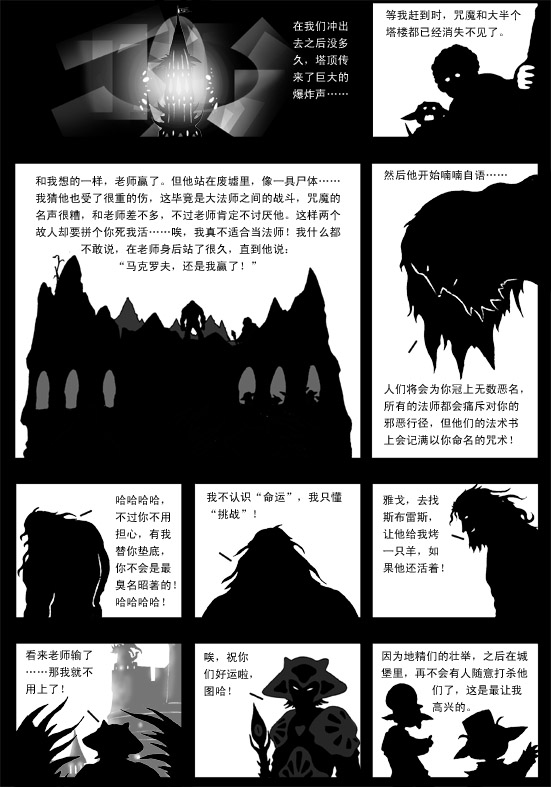 在我们冲出
去之后没多
久，塔顶传
来了巨大的
爆炸声……
等我赶到时，咒魔和大半个
塔楼都已经消失不见了。
和我想的一样，老师赢了。但他站在废墟里，像一具尸体……
我猜他也受了很重的伤，这毕竟是大法师之间的战斗，咒魔的
名声很糟，和老师差不多，不过老师肯定不讨厌他。这样两个
故人却要拼个你死我活……唉，我真不适合当法师！我什么都
不敢说，在老师身后站了很久，直到他说：
“马克罗夫，还是我赢了！”
然后他开始喃喃自语……
人们将会为你冠上无数恶名，
所有的法师都会痛斥对你的
邪恶行径，但他们的法术书
上会记满以你命名的咒术！
哈哈哈哈，
不过你不用
担心，有我
替你垫底，
你不会是最
臭名昭著的！
哈哈哈哈！
我不认识“命运”，我只懂
“挑战”！
雅戈，去找
斯布雷斯，
让他给我烤
一只羊，如
果他还活着！
看来老师输了
……那我就不
用上了！
唉，祝你
们好运啦，
图哈！
因为地精们的壮举，之后在城
堡里，再不会有人随意打杀他
们了，这是最让我
高兴的。